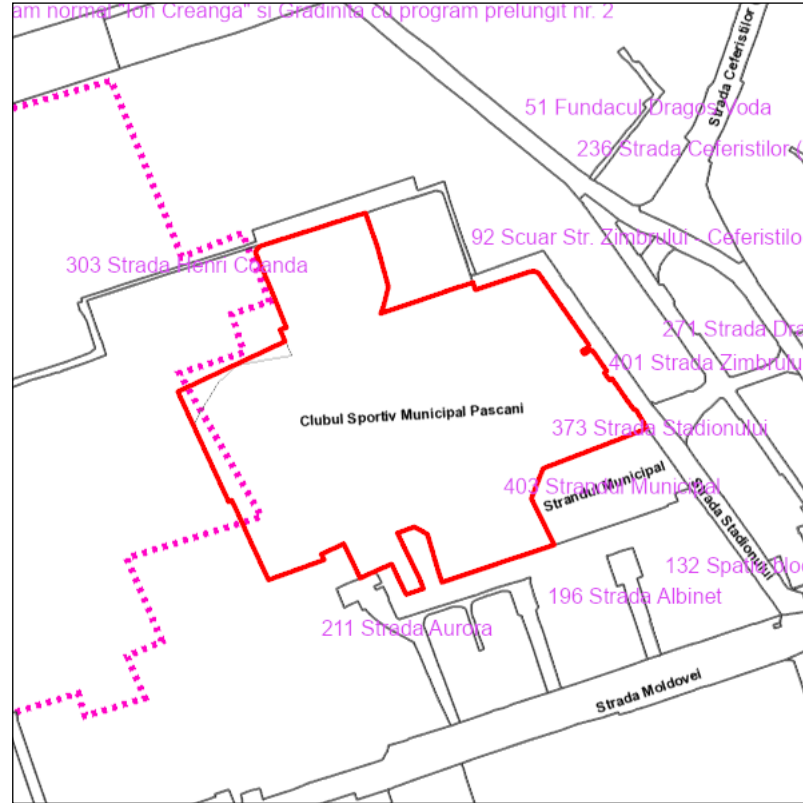 am normal "Ion Creanga" si Gradinita cu program prelungit nr. 2
Strada Ceferistilor
51 Fundacul Dragos Voda
236 Strada Ceferistilor (
92 Scuar Str. Zimbrului - Ceferistilo
303 Strada Henri Coanda
271 Strada Dra
401 Strada Zimbrulu
Clubul Sportiv Municipal Pascani
373 Strada Stadionului
Strandul Municipal
403 Strandul Municipal
Strada Stadionului
132 Spatiu bloc
196 Strada Albinet
211 Strada Aurora
Strada Moldovei